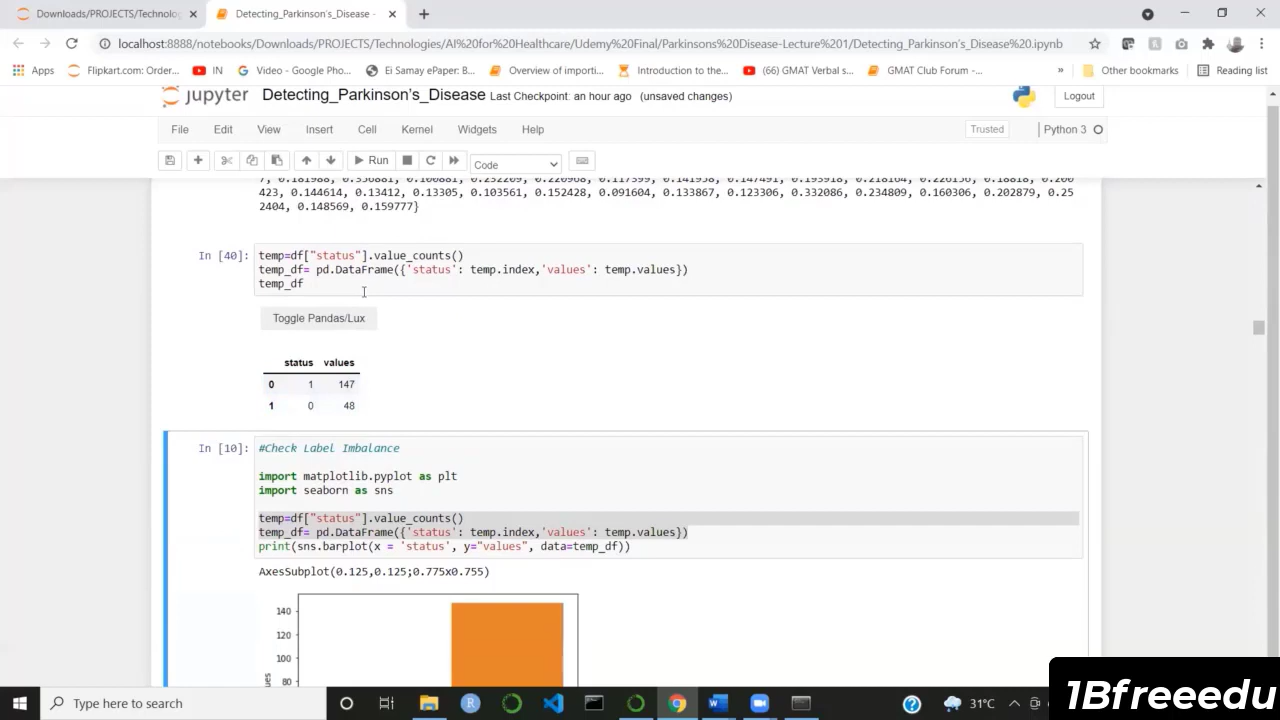 Downloads/PROJECTS/Technolog
Detecting_Parkinson's_Disease -
localhost:8888/notebooks/Downloads/PROJECTS/Technologies/AI%20for%20Healthcare/Udemy%20Final/Parkinsons%20Disease-Lecture%201/Detecting_Parkinson's_Disease%20.ipynb
Apps Flipkart.com: Order... IN Video - Google Pho... Ei Samay ePaper: B... Overview of importi... Introduction to the... (66) GMAT Verbal s... GMAT Club Forum -... » Other bookmarks Reading list
jupyter Detecting_Parkinson's_Disease Last Checkpoint: an hour ago (unsaved changes) Logout
File Edit View Insert Cell Kernel Widgets Help Trusted Python 3
Run Code
423, 0.144614, 0.13412, 0.13305, 0.103561, 0.152428, 0.091604, 0.133867, 0.123306, 0.332086, 0.234809, 0.160306, 0.202879, 0.25
2404, 0.148569, 0.159777}
In [40]: temp=df["status"].value_counts()
temp_df= pd.DataFrame({'status': temp.index,'values': temp.values})
temp_df
Toggle Pandas/Lux
status values
0 1 147
1 0 48
In [10]: #Check Label Imbalance
import matplotlib.pyplot as plt
import seaborn as sns
temp=df["status"].value_counts()
temp_df= pd.DataFrame({'status': temp.index,'values': temp.values})
print(sns.barplot(x = 'status', y="values", data=temp_df))
AxesSubplot(0.125,0.125;0.775x0.755)
140
120
100
80
1Bfreeedu
Type here to search
31°C